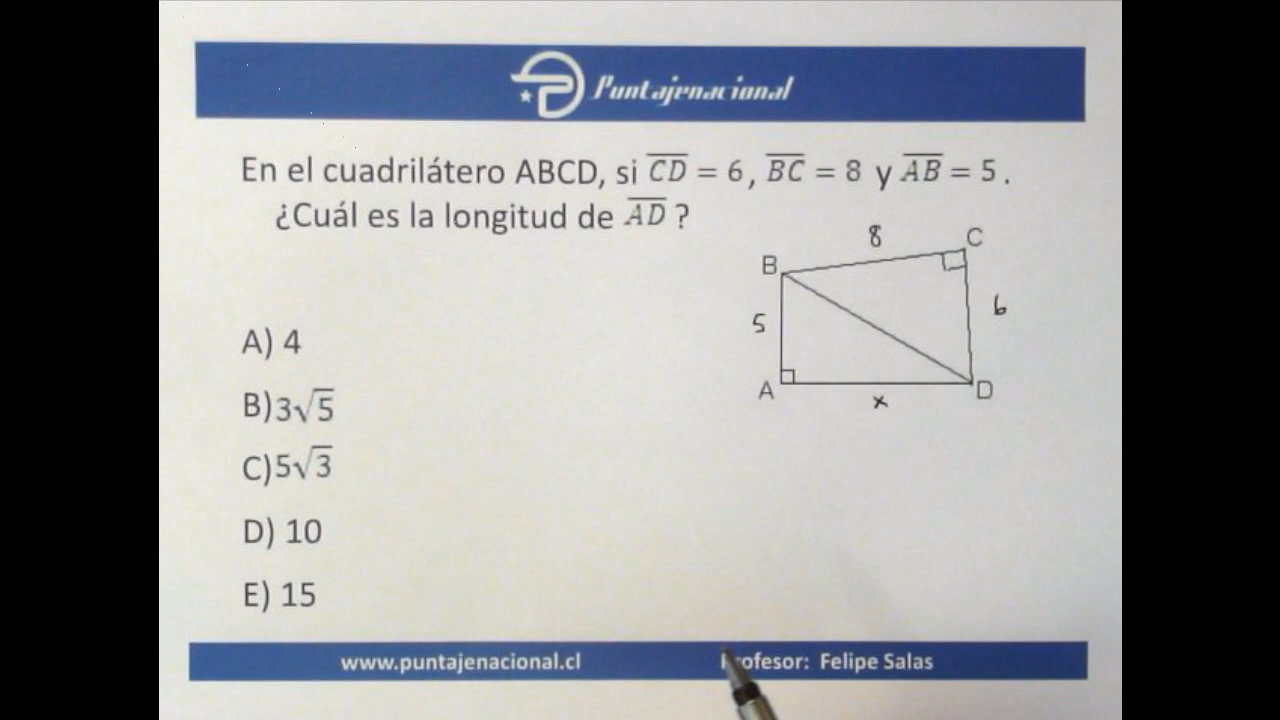 Puntajenacional
En el cuadrilátero ABCD, si CD = 6, BC = 8 y AB = 5.
¿Cuál es la longitud de AD?
8
C
B
5
6
A
D
x
A) 4
B) 3√5
C) 5√3
D) 10
E) 15
www.puntajenacional.cl Profesor: Felipe Salas